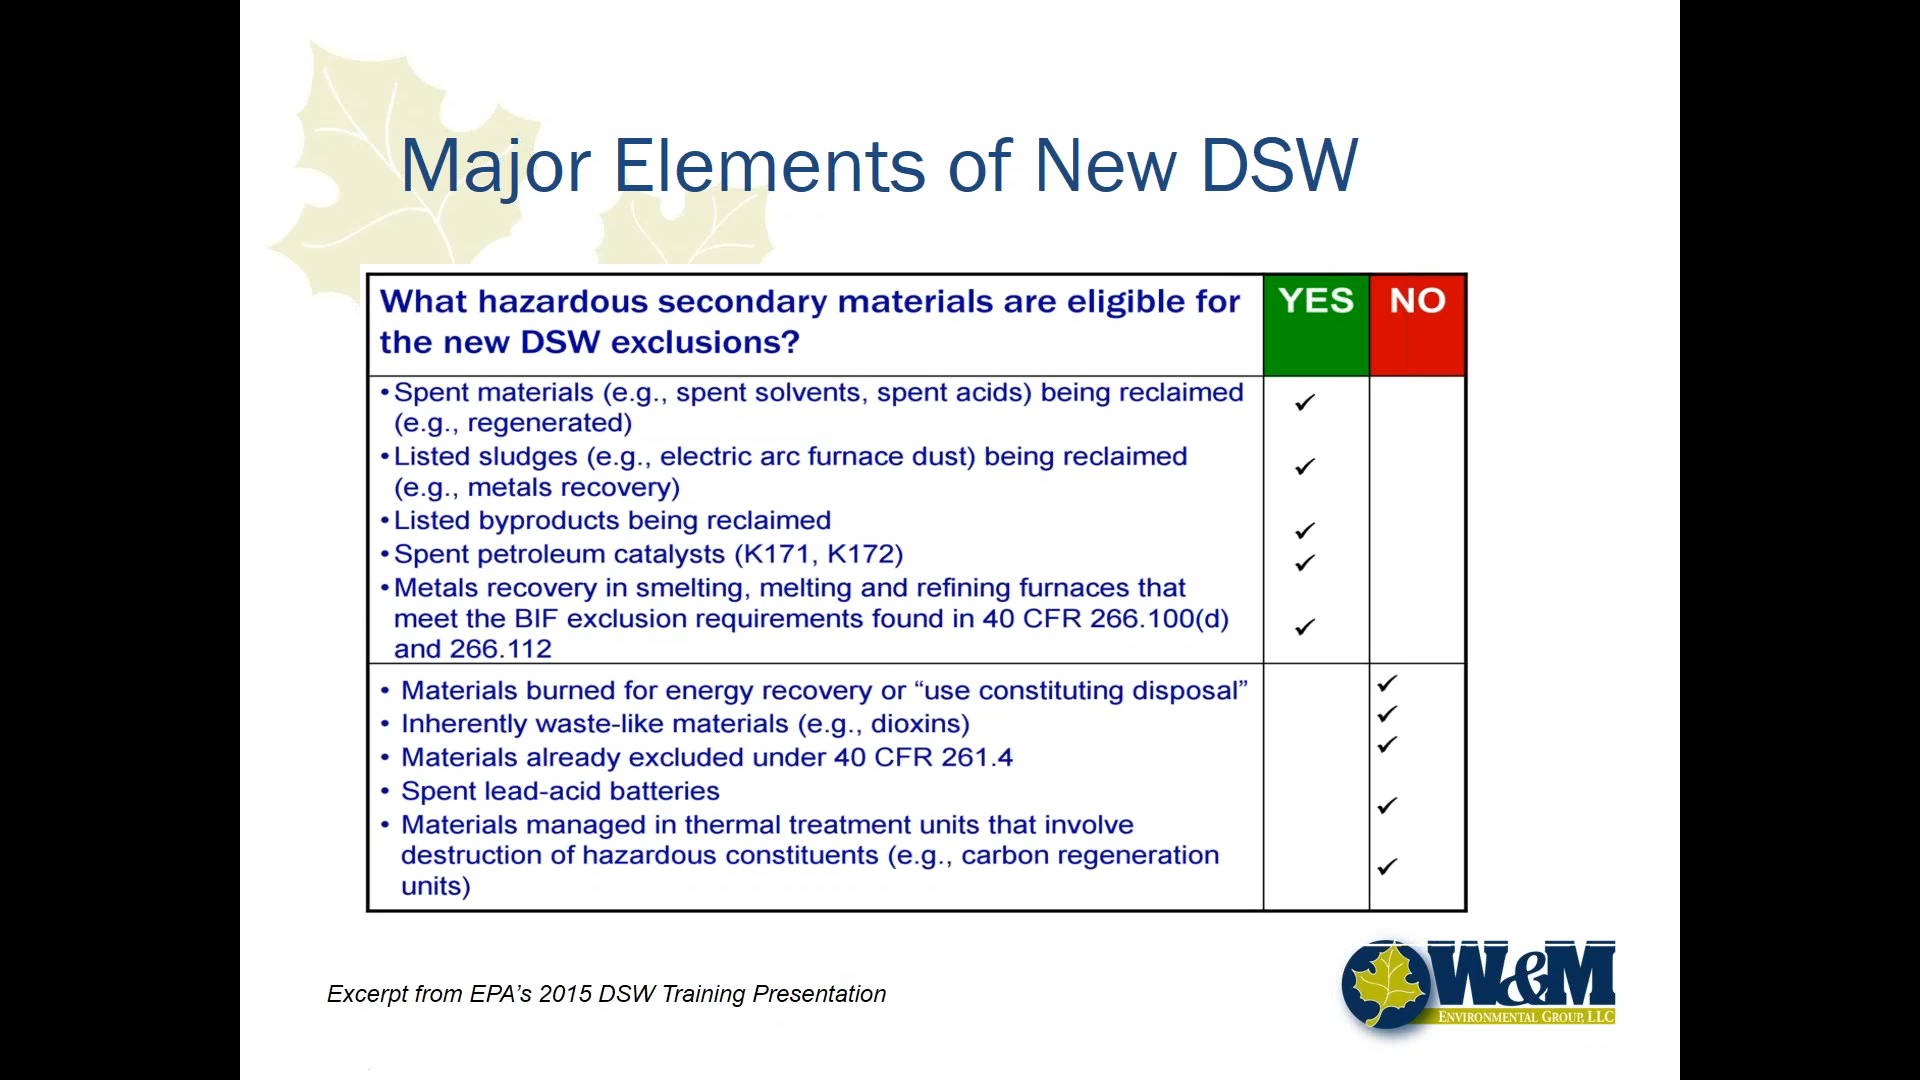 Major Elements of New DSW
What hazardous secondary materials are eligible for
the new DSW exclusions?
YES
NO
•Spent materials (e.g., spent solvents, spent acids) being reclaimed
(e.g., regenerated)
✓
•Listed sludges (e.g., electric arc furnace dust) being reclaimed
(e.g., metals recovery)
✓
•Listed byproducts being reclaimed
✓
•Spent petroleum catalysts (K171, K172)
✓
•Metals recovery in smelting, melting and refining furnaces that
meet the BIF exclusion requirements found in 40 CFR 266.100(d)
and 266.112
✓
• Materials burned for energy recovery or “use constituting disposal”
✓
• Inherently waste-like materials (e.g., dioxins)
✓
• Materials already excluded under 40 CFR 261.4
✓
• Spent lead-acid batteries
✓
• Materials managed in thermal treatment units that involve
destruction of hazardous constituents (e.g., carbon regeneration
units)
✓
Excerpt from EPA’s 2015 DSW Training Presentation
W&M
ENVIRONMENTAL GROUP, LLC